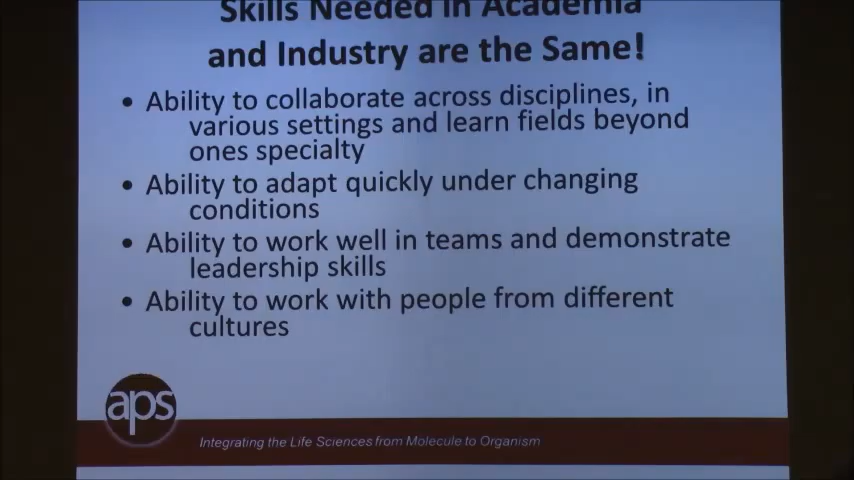 Skills Needed in Academia
and Industry are the Same!
• Ability to collaborate across disciplines, in
various settings and learn fields beyond
ones specialty
• Ability to adapt quickly under changing
conditions
• Ability to work well in teams and demonstrate
leadership skills
• Ability to work with people from different
cultures
aps
Integrating the Life Sciences from Molecule to Organism